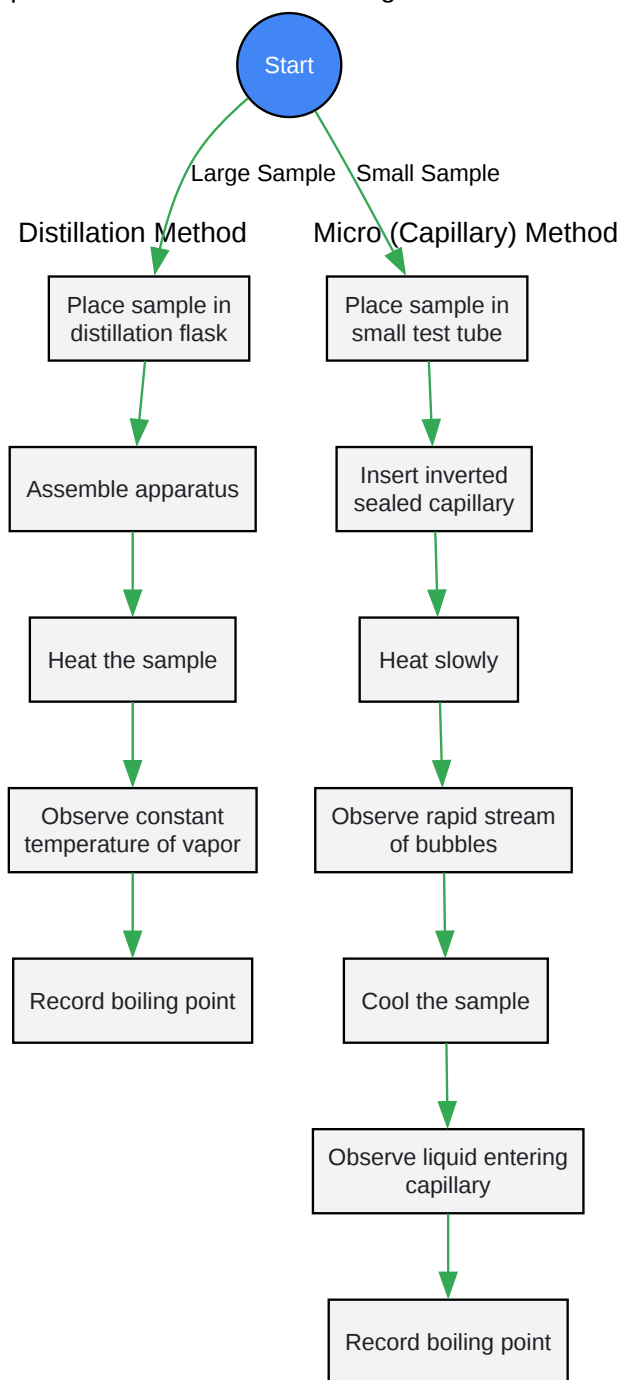 Start
Large Sample
Small Sample
Distillation Method
Micro (Capillary) Method
Place sample in
distillation flask
Assemble apparatus
Heat the sample
Observe constant
temperature of vapor
Record boiling point
Place sample in
small test tube
Insert inverted
sealed capillary
Heat slowly
Observe rapid stream
of bubbles
Cool the sample
Observe liquid entering
capillary
Record boiling point